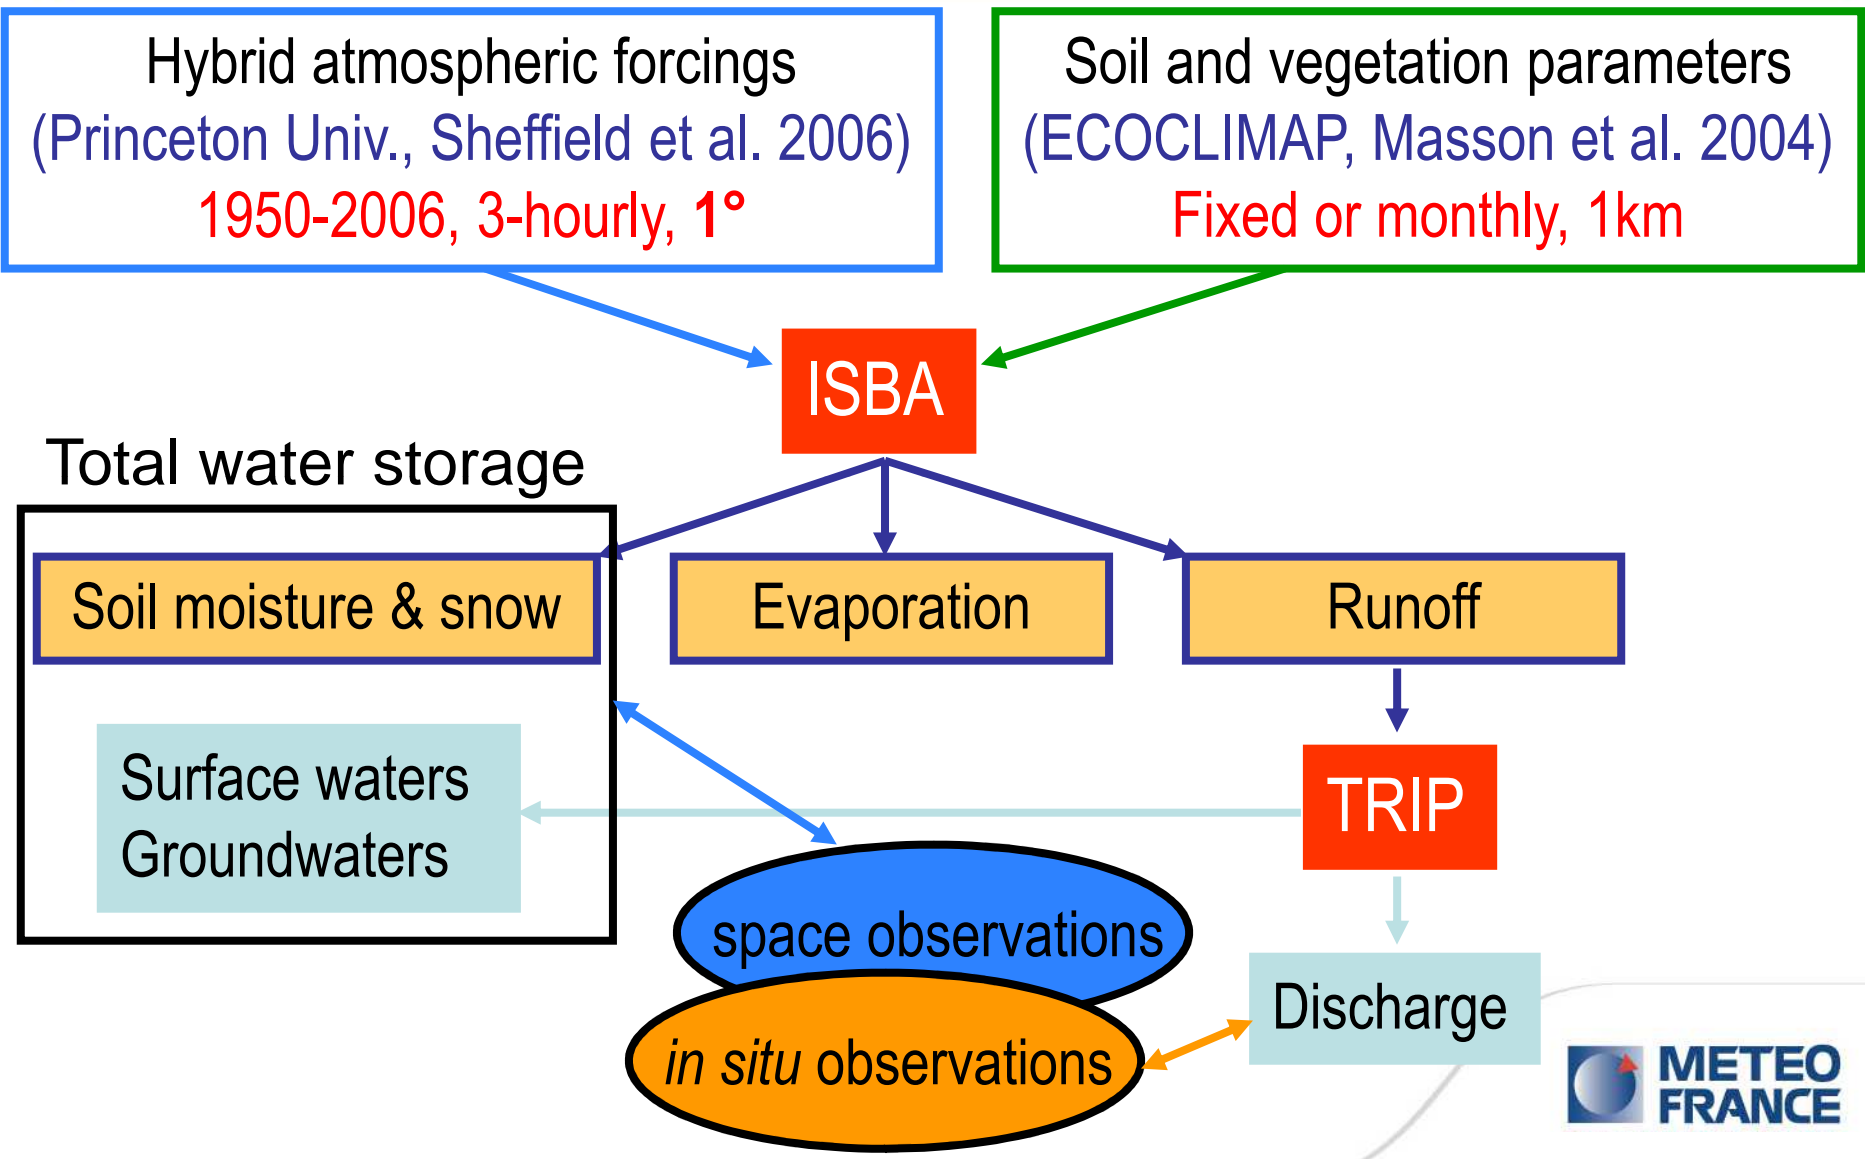 Hybrid atmospheric forcings
(Princeton Univ., Sheffield et al. 2006)
1950-2006, 3-hourly, 1°
Soil and vegetation parameters
(ECOCLIMAP, Masson et al. 2004)
Fixed or monthly, 1km
ISBA
Total water storage
Soil moisture & snow
Evaporation
Runoff
Surface waters
Groundwaters
TRIP
space observations
in situ observations
Discharge
METEO
FRANCE